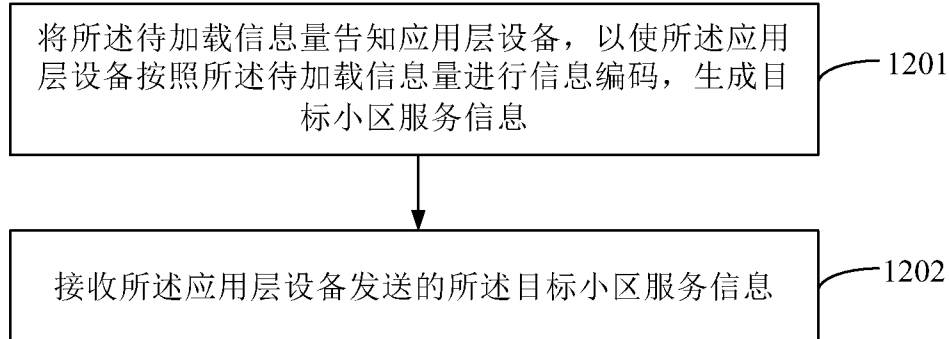 将所述待加载信息量告知应用层设备，以使所述应用
层设备按照所述待加载信息量进行信息编码，生成目
标小区服务信息
1201
接收所述应用层设备发送的所述目标小区服务信息
1202